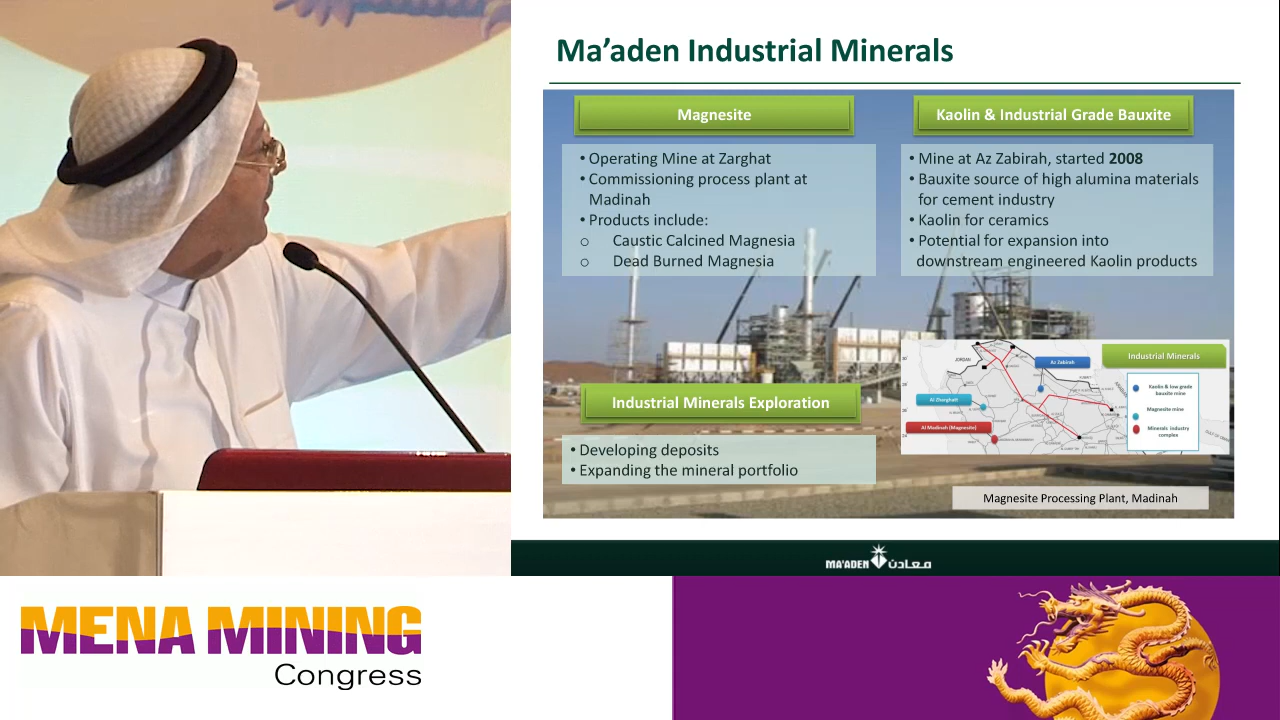 Ma’aden Industrial Minerals
Magnesite
• Operating Mine at Zarghat
• Commissioning process plant at
Madinah
• Products include:
o Caustic Calcined Magnesia
o Dead Burned Magnesia
Kaolin & Industrial Grade Bauxite
• Mine at Az Zabirah, started 2008
• Bauxite source of high alumina materials
for cement industry
• Kaolin for ceramics
• Potential for expansion into
downstream engineered Kaolin products
Industrial Minerals Exploration
• Developing deposits
• Expanding the mineral portfolio
Industrial Minerals
JORDAN
Az Zabirah
Al Zharghatt
Al Madinah (Magnesite)
Kaolin & low grade
bauxite mine
Magnesite mine
Minerals industry
complex
Magnesite Processing Plant, Madinah
MA'ADEN معادن
MENA MINING
Congress